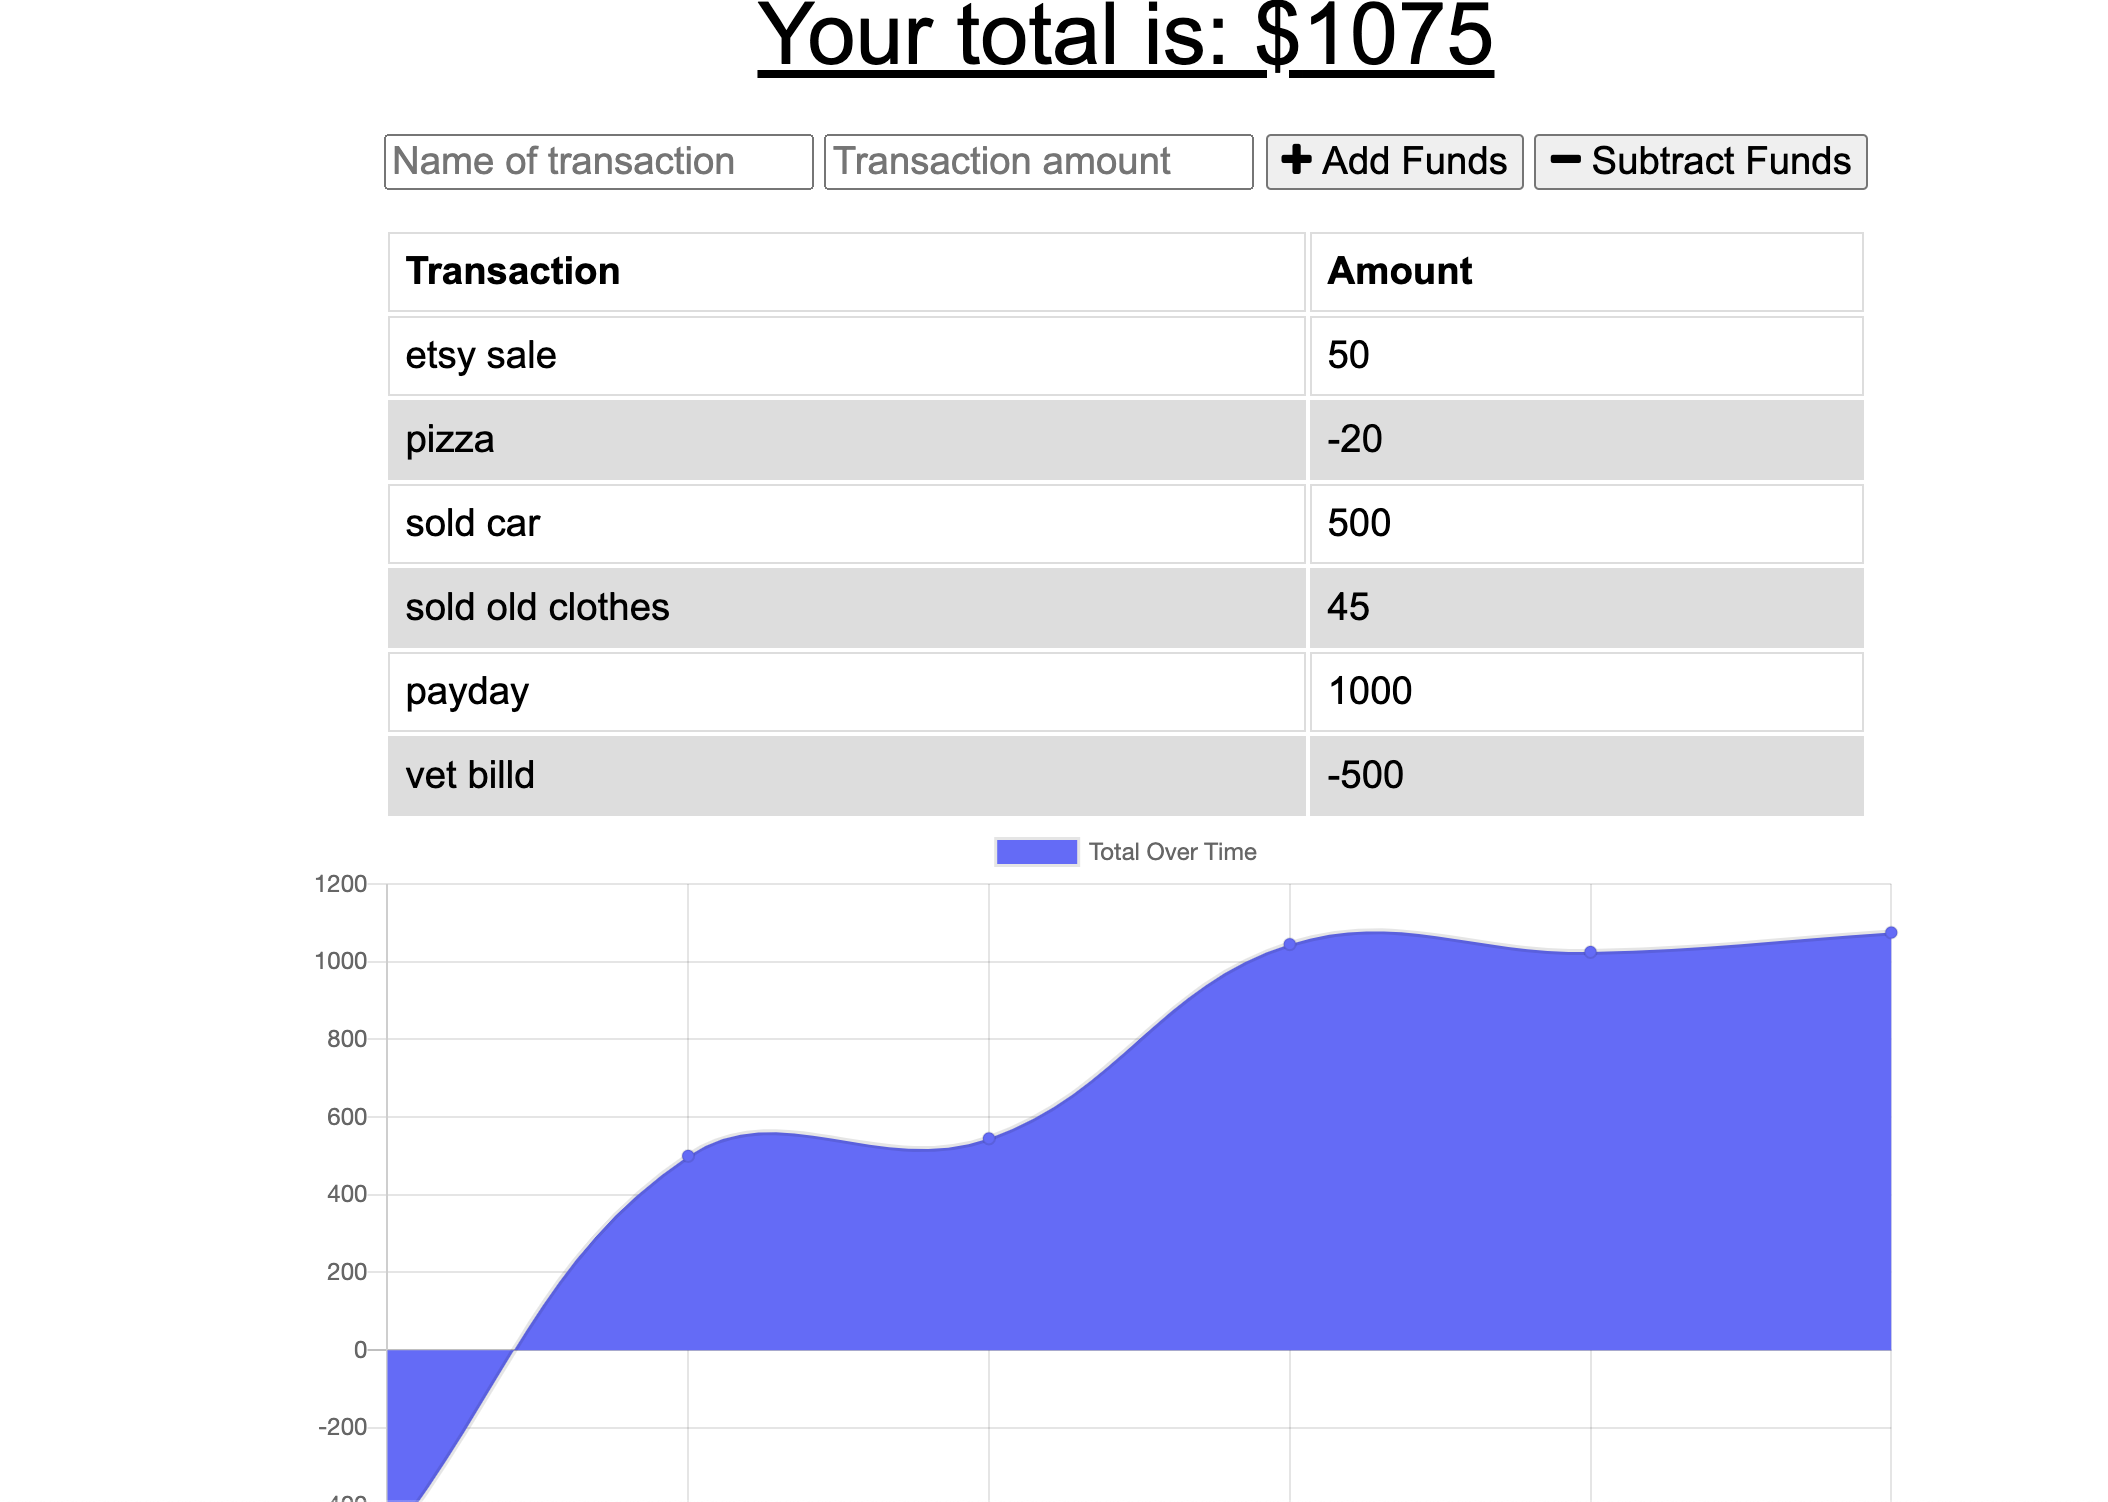 Your total is: $1075
Name of transaction Transaction amount + Add Funds − Subtract Funds
Transaction Amount
etsy sale 50
pizza -20
sold car 500
sold old clothes 45
payday 1000
vet billd -500
Total Over Time
1200
1000
800
600
400
200
0
-200